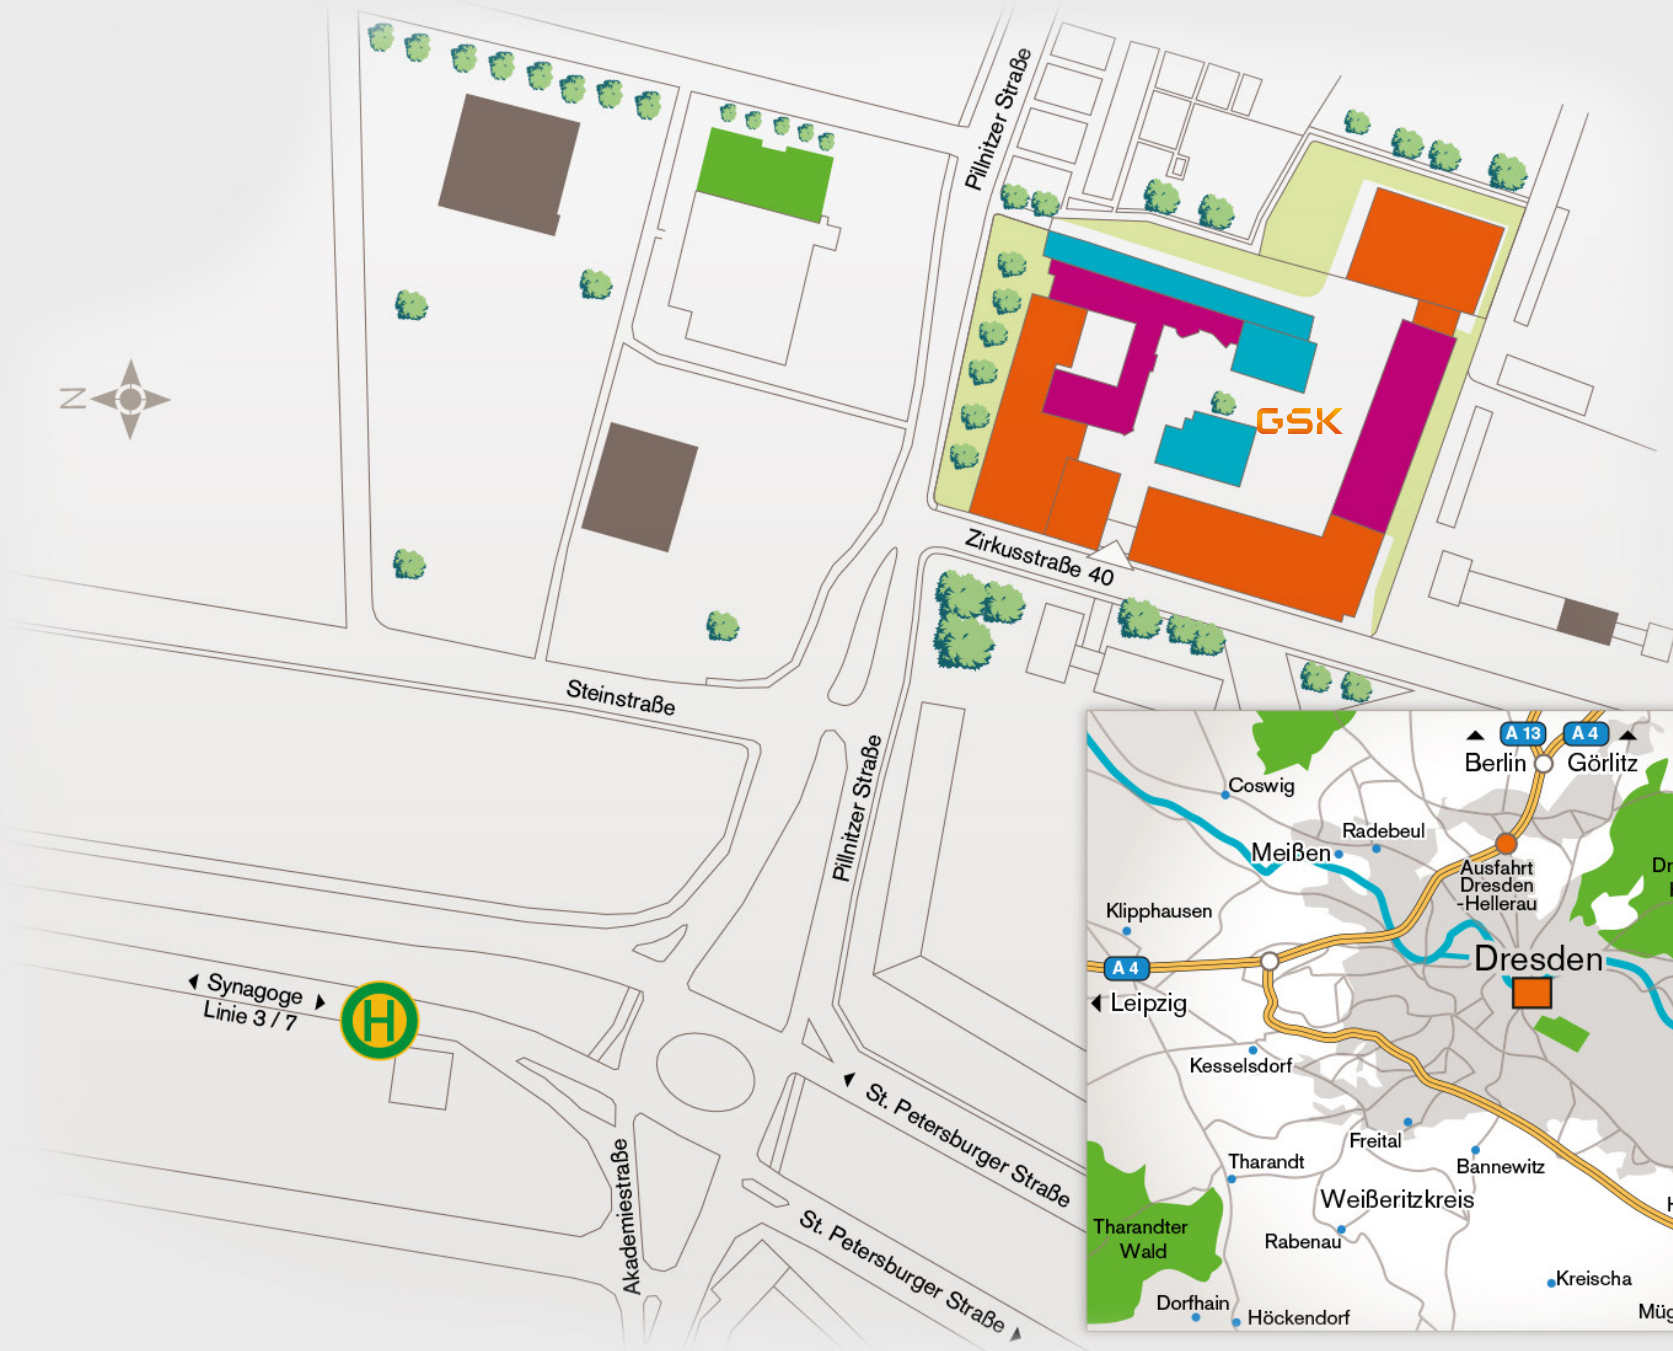 Pillnitzer Straße
N
GSK
Zirkusstraße 40
Steinstraße
Pillnitzer Straße
Synagoge
Linie 3 / 7
H
St. Petersburger Straße
Akademiestraße
St. Petersburger Straße
A 13
A 4
Berlin
Görlitz
Coswig
Radebeul
Meißen
Ausfahrt
Dresden
-Hellerau
Dr
Klipphausen
Dresden
A 4
Leipzig
Kesselsdorf
Freital
Bannewitz
Tharandt
Weißeritzkreis
Tharandter
Wald
Rabenau
Kreischa
Dorfhain
Höckendorf
Müg